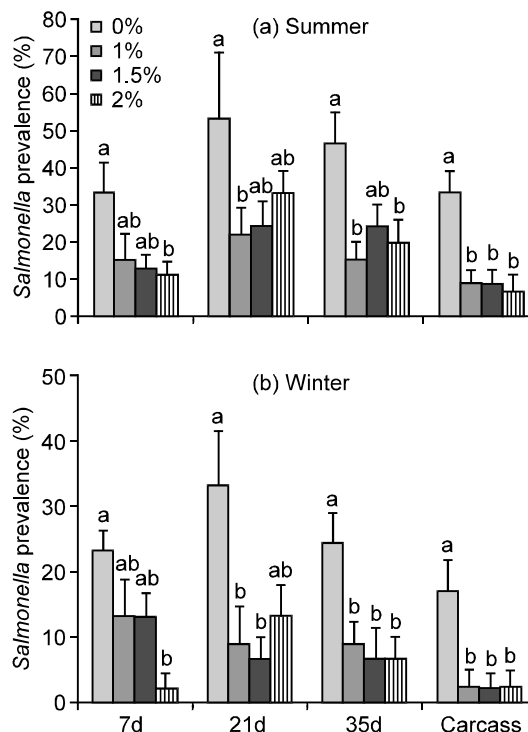 80
(a) Summer
0%
1%
1.5%
2%
70
60
50
40
30
20
10
0
Salmonella prevalence (%)
a
ab
ab
b
a
b
ab
ab
a
b
ab
b
a
b
b
b
50
(b) Winter
40
30
20
10
0
Salmonella prevalence (%)
a
ab
ab
b
a
b
b
ab
a
b
b
b
a
b
b
b
7d
21d
35d
Carcass